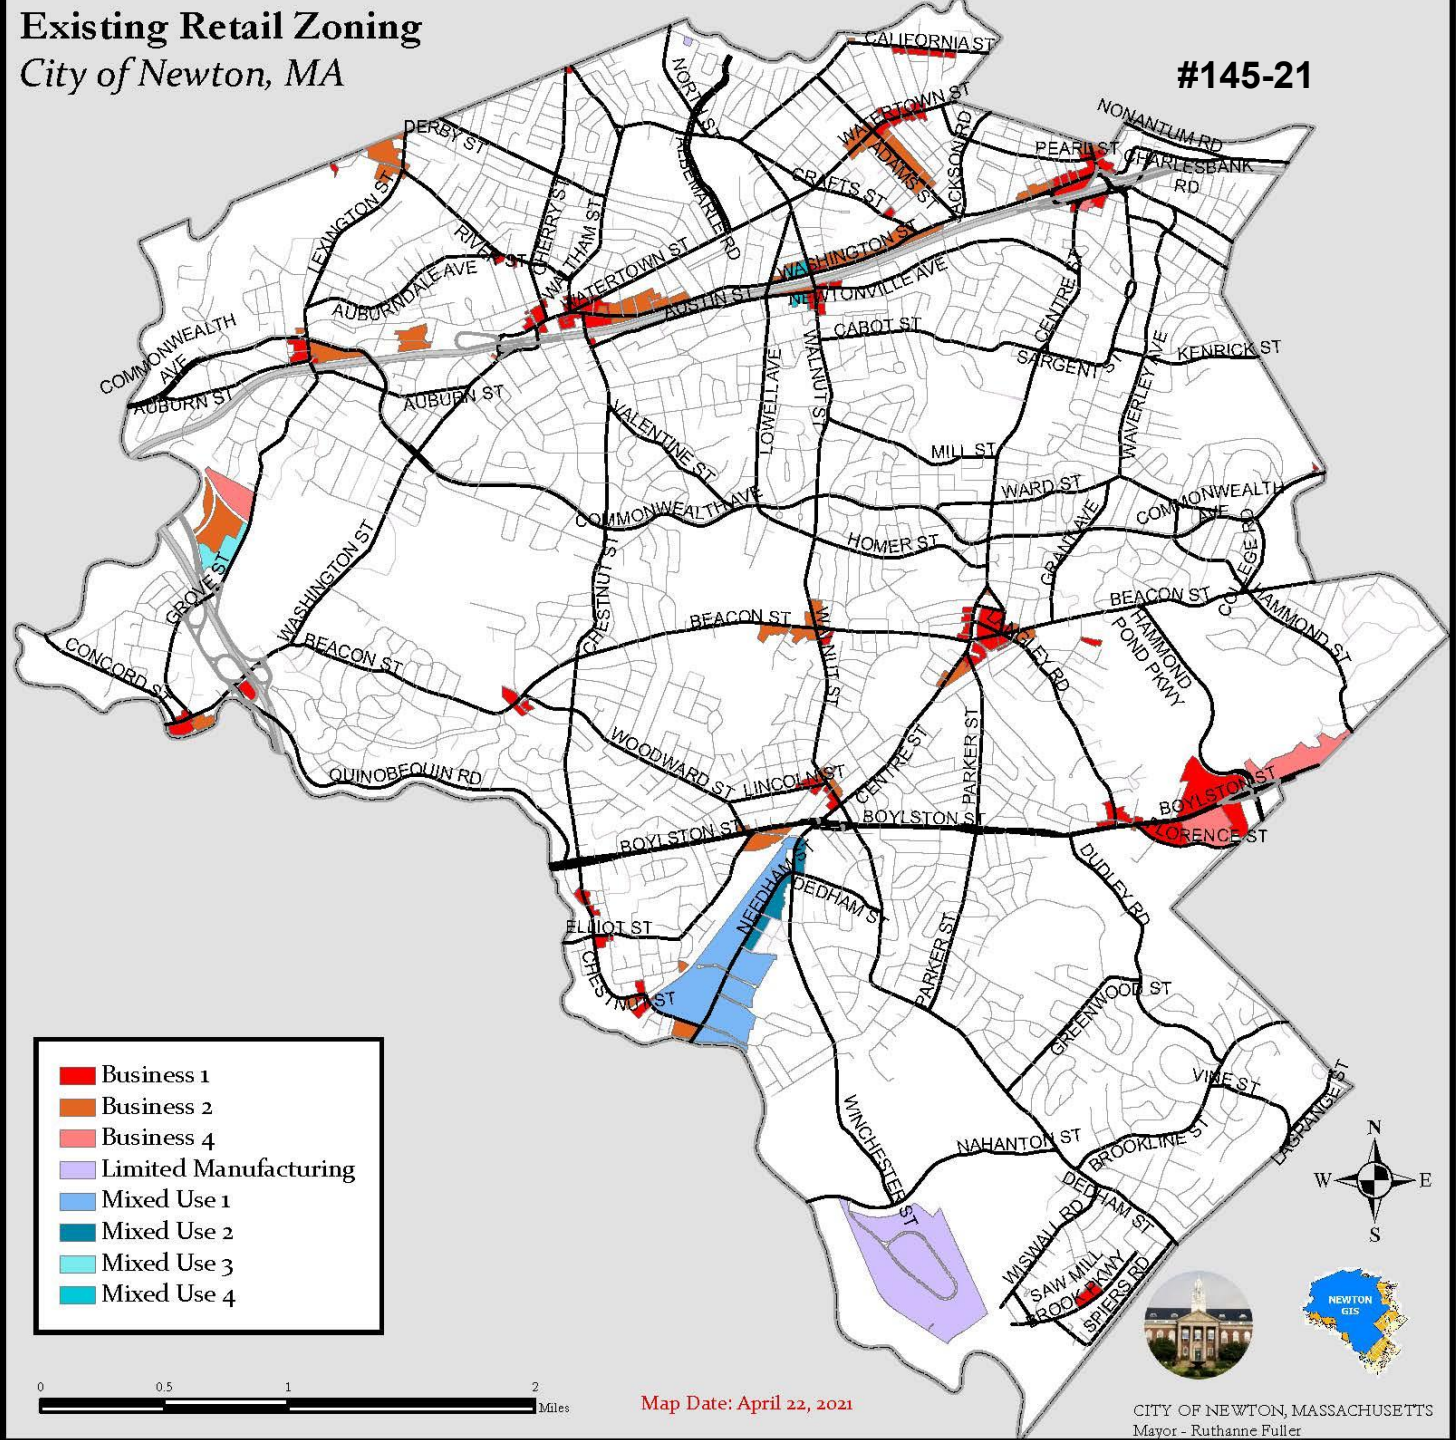 Existing Retail Zoning
City of Newton, MA
#145-21
CALIFORNIA ST
NORTH ST
WATERTOWN ST
NONANTUM RD
DERBY ST
ALBEMARLE RD
ADAMS ST
JACKSON RD
PEARL ST
CHARLESBANK
RD
CRAFTS ST
LEXINGTON ST
CHERRY ST
WALTHAM ST
RIVER ST
WATERTOWN ST
WASHINGTON ST
AUBURNDALE AVE
AUSTIN ST
NEWTONVILLE AVE
CENTRE ST
COMMONWEALTH
AVE
CABOT ST
WALNUT ST
SARGENT ST
KENRICK ST
WAVERLEY AVE
AUBURN ST
AUBURN ST
LOWELL AVE
VALENTINE ST
MILL ST
WARD ST
COMMONWEALTH AVE
COMMONWEALTH
AVE
HOMER ST
GRANT AVE
COLLEGE RD
WASHINGTON ST
CHESTNUT ST
GROVE ST
BEACON ST
BEACON ST
HAMMOND ST
BEACON ST
WALNUT ST
LANGLEY RD
HAMMOND
POND PKWY
CONCORD ST
QUINOBEQUIN RD
WOODWARD ST
LINCOLN ST
CENTRE ST
PARKER ST
BOYLSTON ST
BOYLSTON ST
BOYLSTON ST
FLORENCE ST
NEEDHAM ST
DEDHAM ST
DUDLEY RD
ELLIOT ST
CHESTNUT ST
PARKER ST
GREENWOOD ST
VINE ST
LAGRANGE ST
WINCHESTER ST
NAHANTON ST
BROOKLINE ST
DEDHAM ST
WISWALL RD
SAW MILL
BROOK PKWY
SPIERS RD
Business 1
Business 2
Business 4
Limited Manufacturing
Mixed Use 1
Mixed Use 2
Mixed Use 3
Mixed Use 4
N
W E
S
NEWTON
GIS
0 0.5 1 2
Miles
Map Date: April 22, 2021
CITY OF NEWTON, MASSACHUSETTS
Mayor - Ruthanne Fuller